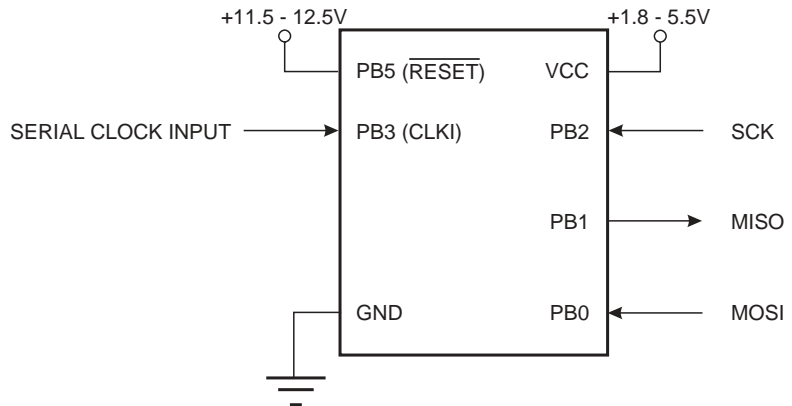 +11.5 - 12.5V
+1.8 - 5.5V
PB5 (RESET)
VCC
SERIAL CLOCK INPUT
PB3 (CLKI)
PB2
SCK
PB1
MISO
GND
PB0
MOSI